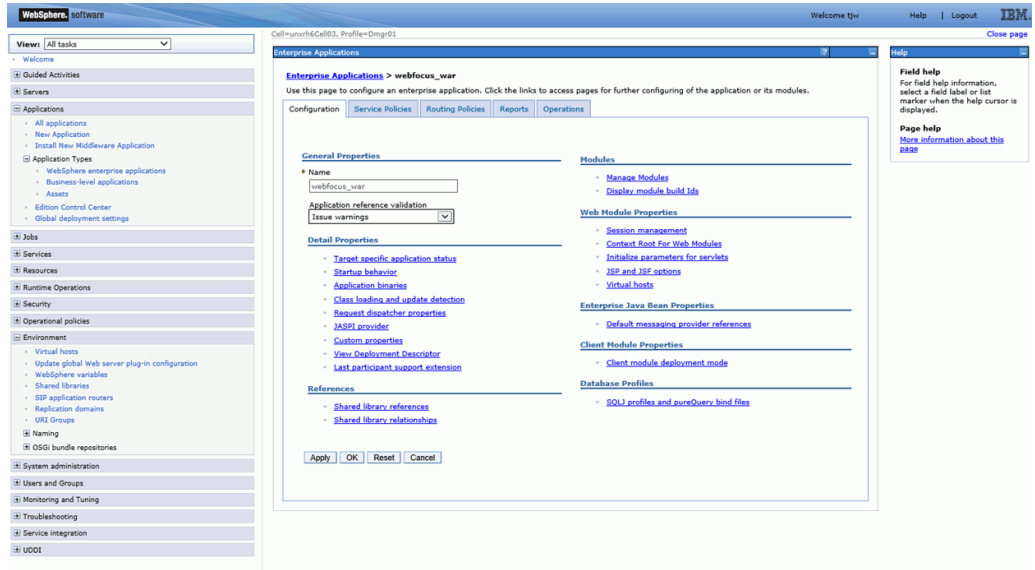 WebSphere. software
Welcome tjw
Help | Logout
IBM.
View: All tasks
Welcome
Guided Activities
Servers
Applications
All applications
New Application
Install New Middleware Application
Application Types
WebSphere enterprise applications
Business-level applications
Assets
Edition Control Center
Global deployment settings
Jobs
Services
Resources
Runtime Operations
Security
Operational policies
Environment
Virtual hosts
Update global Web server plug-in configuration
WebSphere variables
Shared libraries
SIP application routers
Replication domains
URI Groups
Naming
OSGi bundle repositories
System administration
Users and Groups
Monitoring and Tuning
Troubleshooting
Service integration
UDDI
Cell=unxrh6Cell03, Profile=Dmgr01
Close page
Enterprise Applications
?
Enterprise Applications > webfocus_war
Use this page to configure an enterprise application. Click the links to access pages for further configuring of the application or its modules.
Configuration Service Policies Routing Policies Reports Operations
General Properties
Name
webfocus_war
Application reference validation
Issue warnings
Detail Properties
Target specific application status
Startup behavior
Application binaries
Class loading and update detection
Request dispatcher properties
JASPI provider
Custom properties
View Deployment Descriptor
Last participant support extension
References
Shared library references
Shared library relationships
Modules
Manage Modules
Display module build Ids
Web Module Properties
Session management
Context Root For Web Modules
Initialize parameters for servlets
JSP and JSF options
Virtual hosts
Enterprise Java Bean Properties
Default messaging provider references
Client Module Properties
Client module deployment mode
Database Profiles
SQLJ profiles and pureQuery bind files
Apply OK Reset Cancel
Help
Field help
For field help information,
select a field label or list
marker when the help cursor is
displayed.
Page help
More information about this
page